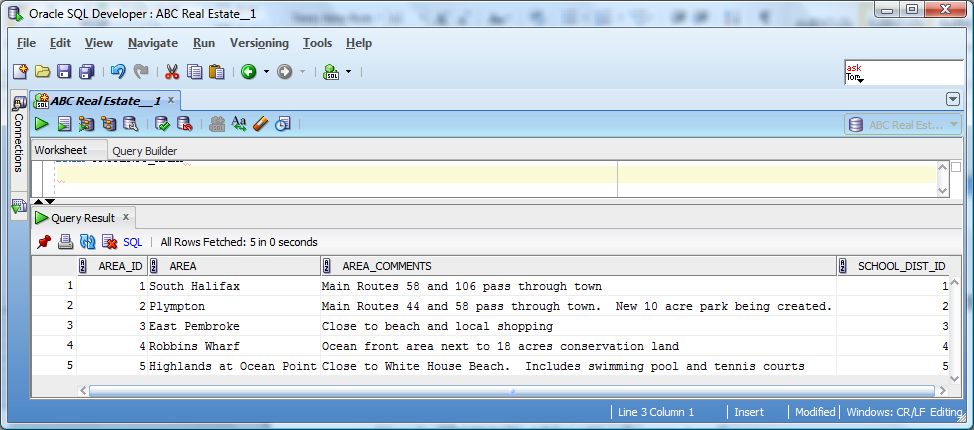 Oracle SQL Developer : ABC Real Estate__1
File Edit View Navigate Run Versioning Tools Help
ask
Tom
Connections
ABC Real Estate__1 x
ABC Real Est...
Worksheet Query Builder
Query Result x
SQL All Rows Fetched: 5 in 0 seconds
AREA_ID AREA AREA_COMMENTS SCHOOL_DIST_ID
1 1 South Halifax Main Routes 58 and 106 pass through town 1
2 2 Plympton Main Routes 44 and 58 pass through town. New 10 acre park being created. 2
3 3 East Pembroke Close to beach and local shopping 3
4 4 Robbins Wharf Ocean front area next to 18 acres conservation land 4
5 5 Highlands at Ocean Point Close to White House Beach. Includes swimming pool and tennis courts 5
Line 3 Column 1 Insert Modified Windows: CR/LF Editing